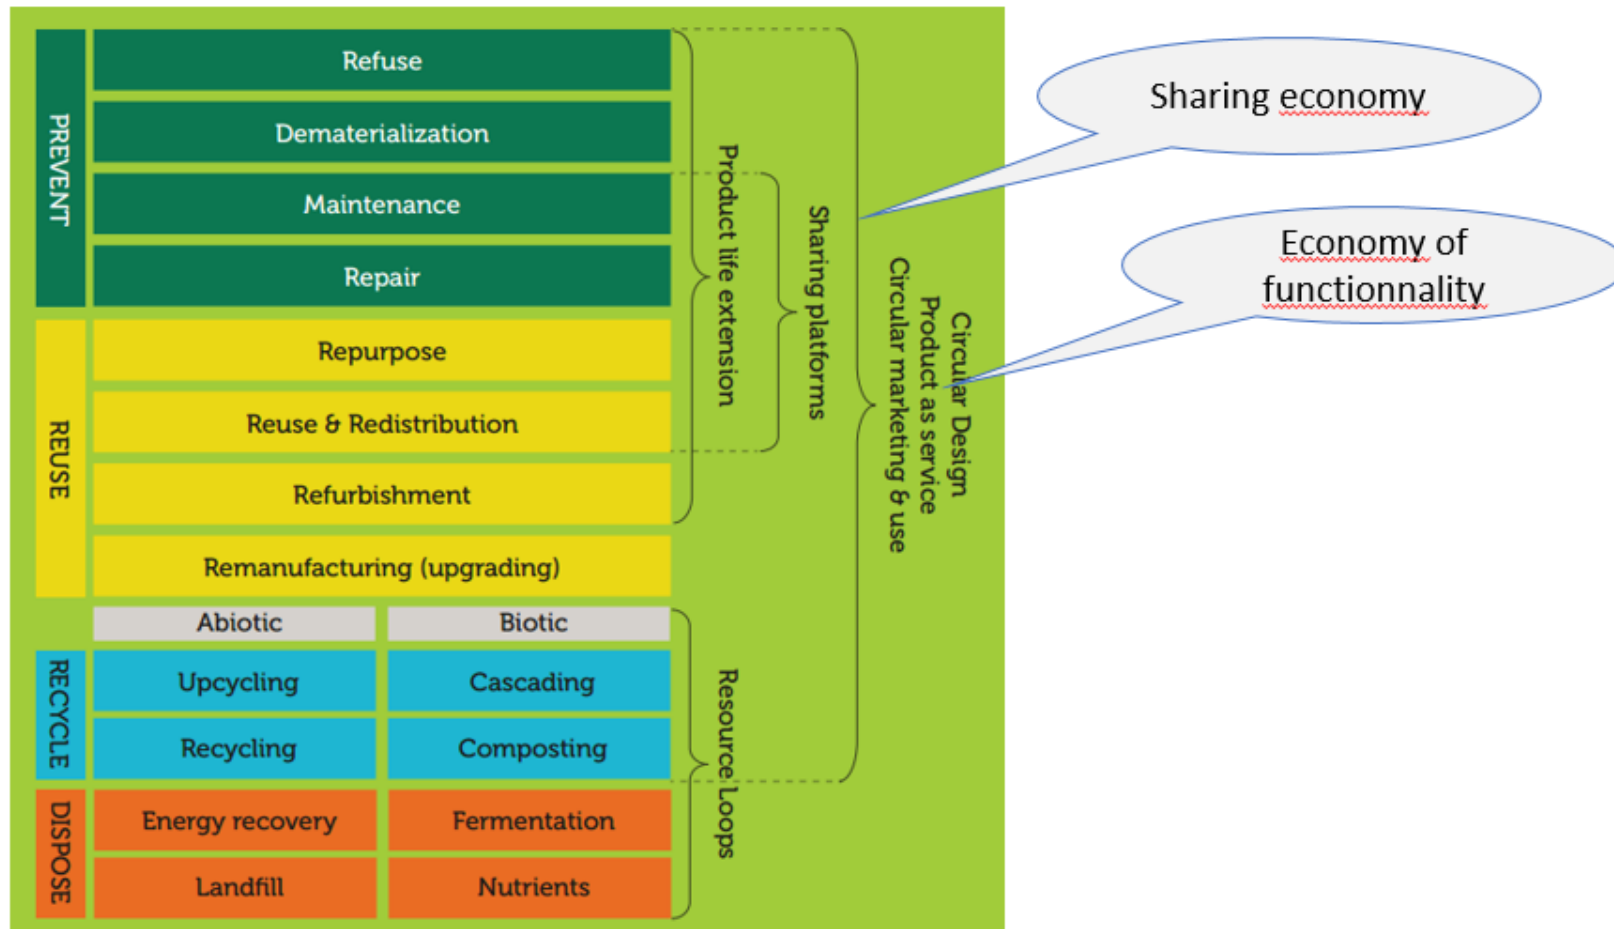 PREVENT
Refuse
Dematerialization
Maintenance
Repair
REUSE
Repurpose
Reuse & Redistribution
Refurbishment
Remanufacturing (upgrading)
Abiotic
Biotic
RECYCLE
Upcycling
Cascading
Recycling
Composting
DISPOSE
Energy recovery
Fermentation
Landfill
Nutrients
Product life extension
Resource Loops
Sharing platforms
Circular Design
Product as service
Circular marketing & use
Sharing economy
Economy of
functionnality